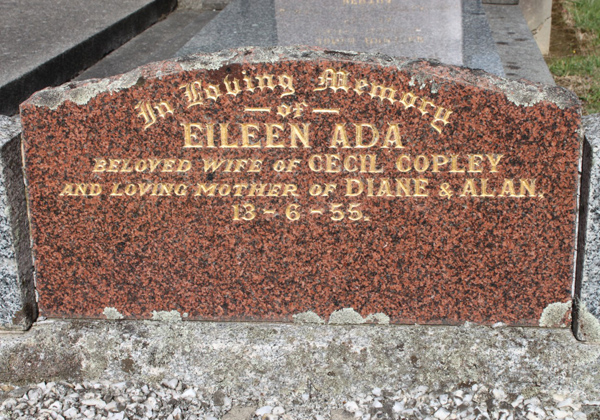 In Loving Memory
— of —
EILEEN ADA
BELOVED WIFE OF CECIL COPLEY
AND LOVING MOTHER OF DIANE & ALAN.
13 - 6 - 55.